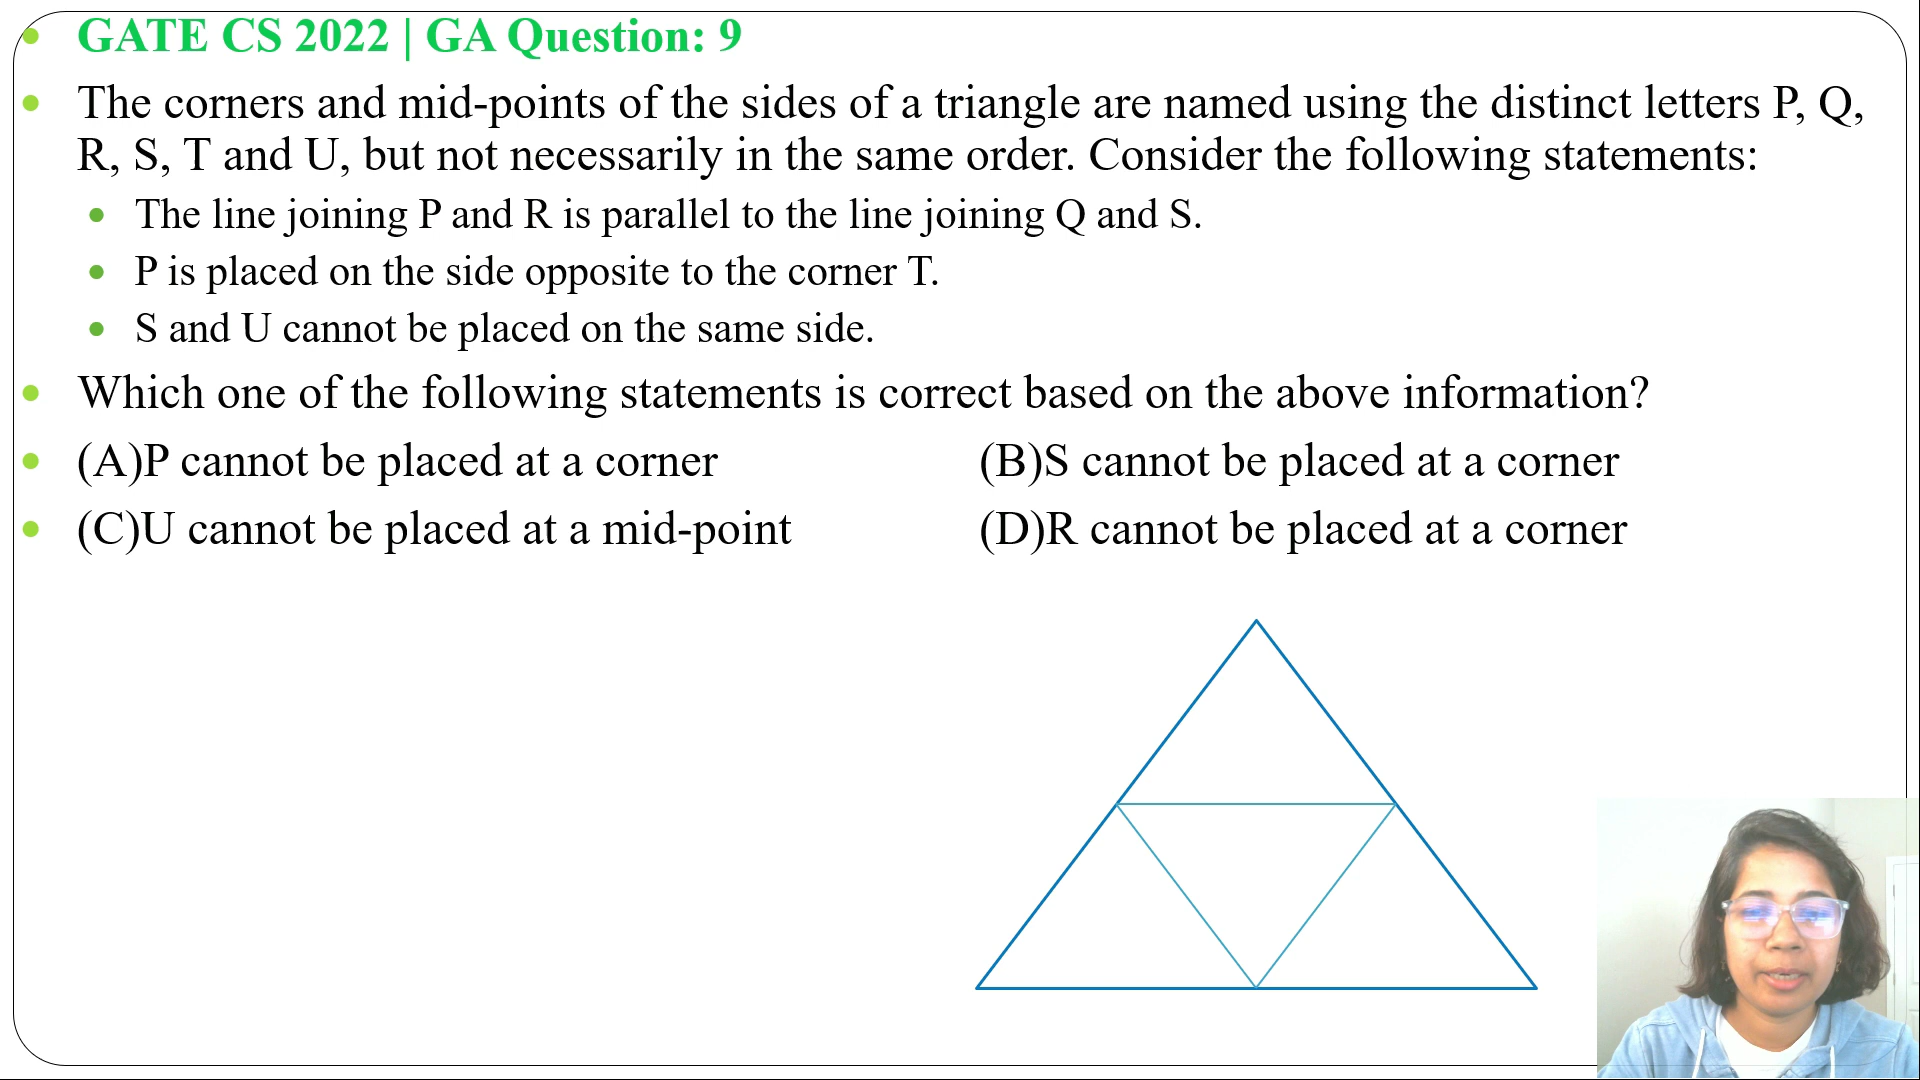 GATE CS 2022 | GA Question: 9
The corners and mid-points of the sides of a triangle are named using the distinct letters P, Q,
R, S, T and U, but not necessarily in the same order. Consider the following statements:
The line joining P and R is parallel to the line joining Q and S.
P is placed on the side opposite to the corner T.
S and U cannot be placed on the same side.
Which one of the following statements is correct based on the above information?
(A)P cannot be placed at a corner (B)S cannot be placed at a corner
(C)U cannot be placed at a mid-point (D)R cannot be placed at a corner